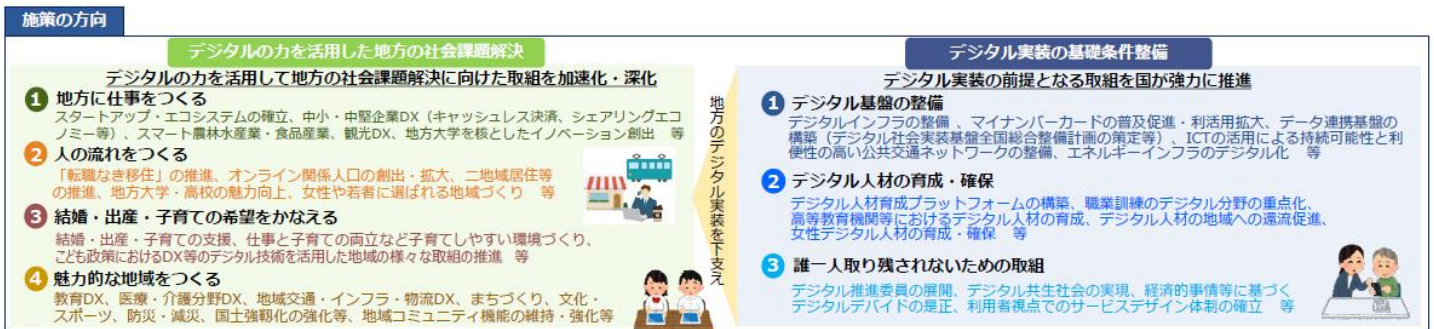 施策の方向
デジタルの力を活用した地方の社会課題解決
デジタルの力を活用して地方の社会課題解決に向けた取組を加速化・深化
1 地方に仕事をつくる
スタートアップ・エコシステムの確立、中小・中堅企業DX（キャッシュレス決済、シェアリングエコ
ノミー等）、スマート農林水産業・食品産業、観光DX、地方大学を核としたイノベーション創出　等
2 人の流れをつくる
「転職なき移住」の推進、オンライン関係人口の創出・拡大、二地域居住等
の推進、地方大学・高校の魅力向上、女性や若者に選ばれる地域づくり　等
3 結婚・出産・子育ての希望をかなえる
結婚・出産・子育ての支援、仕事と子育ての両立など子育てしやすい環境づくり、
こども政策におけるDX等のデジタル技術を活用した地域の様々な取組の推進　等
4 魅力的な地域をつくる
教育DX、医療・介護分野DX、地域交通・インフラ・物流DX、まちづくり、文化・
スポーツ、防災・減災、国土強靱化の強化等、地域コミュニティ機能の維持・強化等
地方のデジタル実装を下支え
デジタル実装の基礎条件整備
デジタル実装の前提となる取組を国が強力に推進
1 デジタル基盤の整備
デジタルインフラの整備 、マイナンバーカードの普及促進・利活用拡大、データ連携基盤の
構築（デジタル社会実装基盤全国総合整備計画の策定等）、ICTの活用による持続可能性と利
便性の高い公共交通ネットワークの整備、エネルギーインフラのデジタル化　等
2 デジタル人材の育成・確保
デジタル人材育成プラットフォームの構築、職業訓練のデジタル分野の重点化、
高等教育機関等におけるデジタル人材の育成、デジタル人材の地域への還流促進、
女性デジタル人材の育成・確保　等
3 誰一人取り残されないための取組
デジタル推進委員の展開、デジタル共生社会の実現、経済的事情等に基づく
デジタルデバイドの是正、利用者視点でのサービスデザイン体制の確立　等